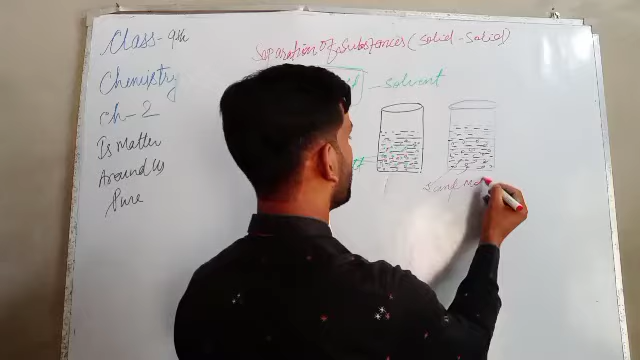 Class-9th
Chemistry
Ch-2
Is Matter
Around Us
Pure
Separation of Substances (Solid-Solid)
-Solvent
Sand